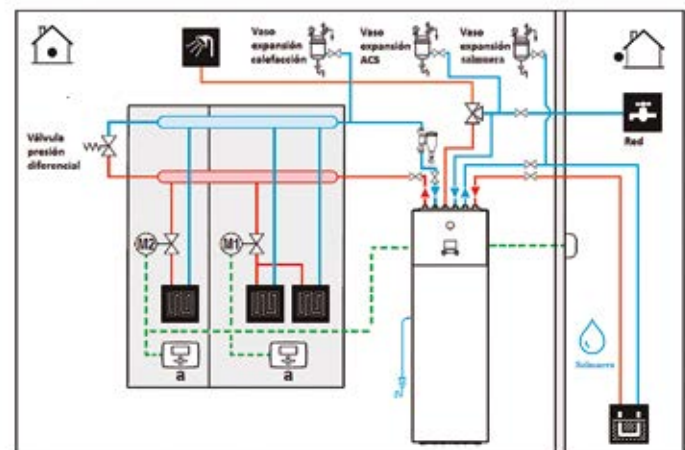 Vaso
expansión
calefacción
Vaso
expansión
ACS
Vaso
expansión
salmuera
Válvula
presión
diferencial
Red
M2
M1
a
a
Salmuera